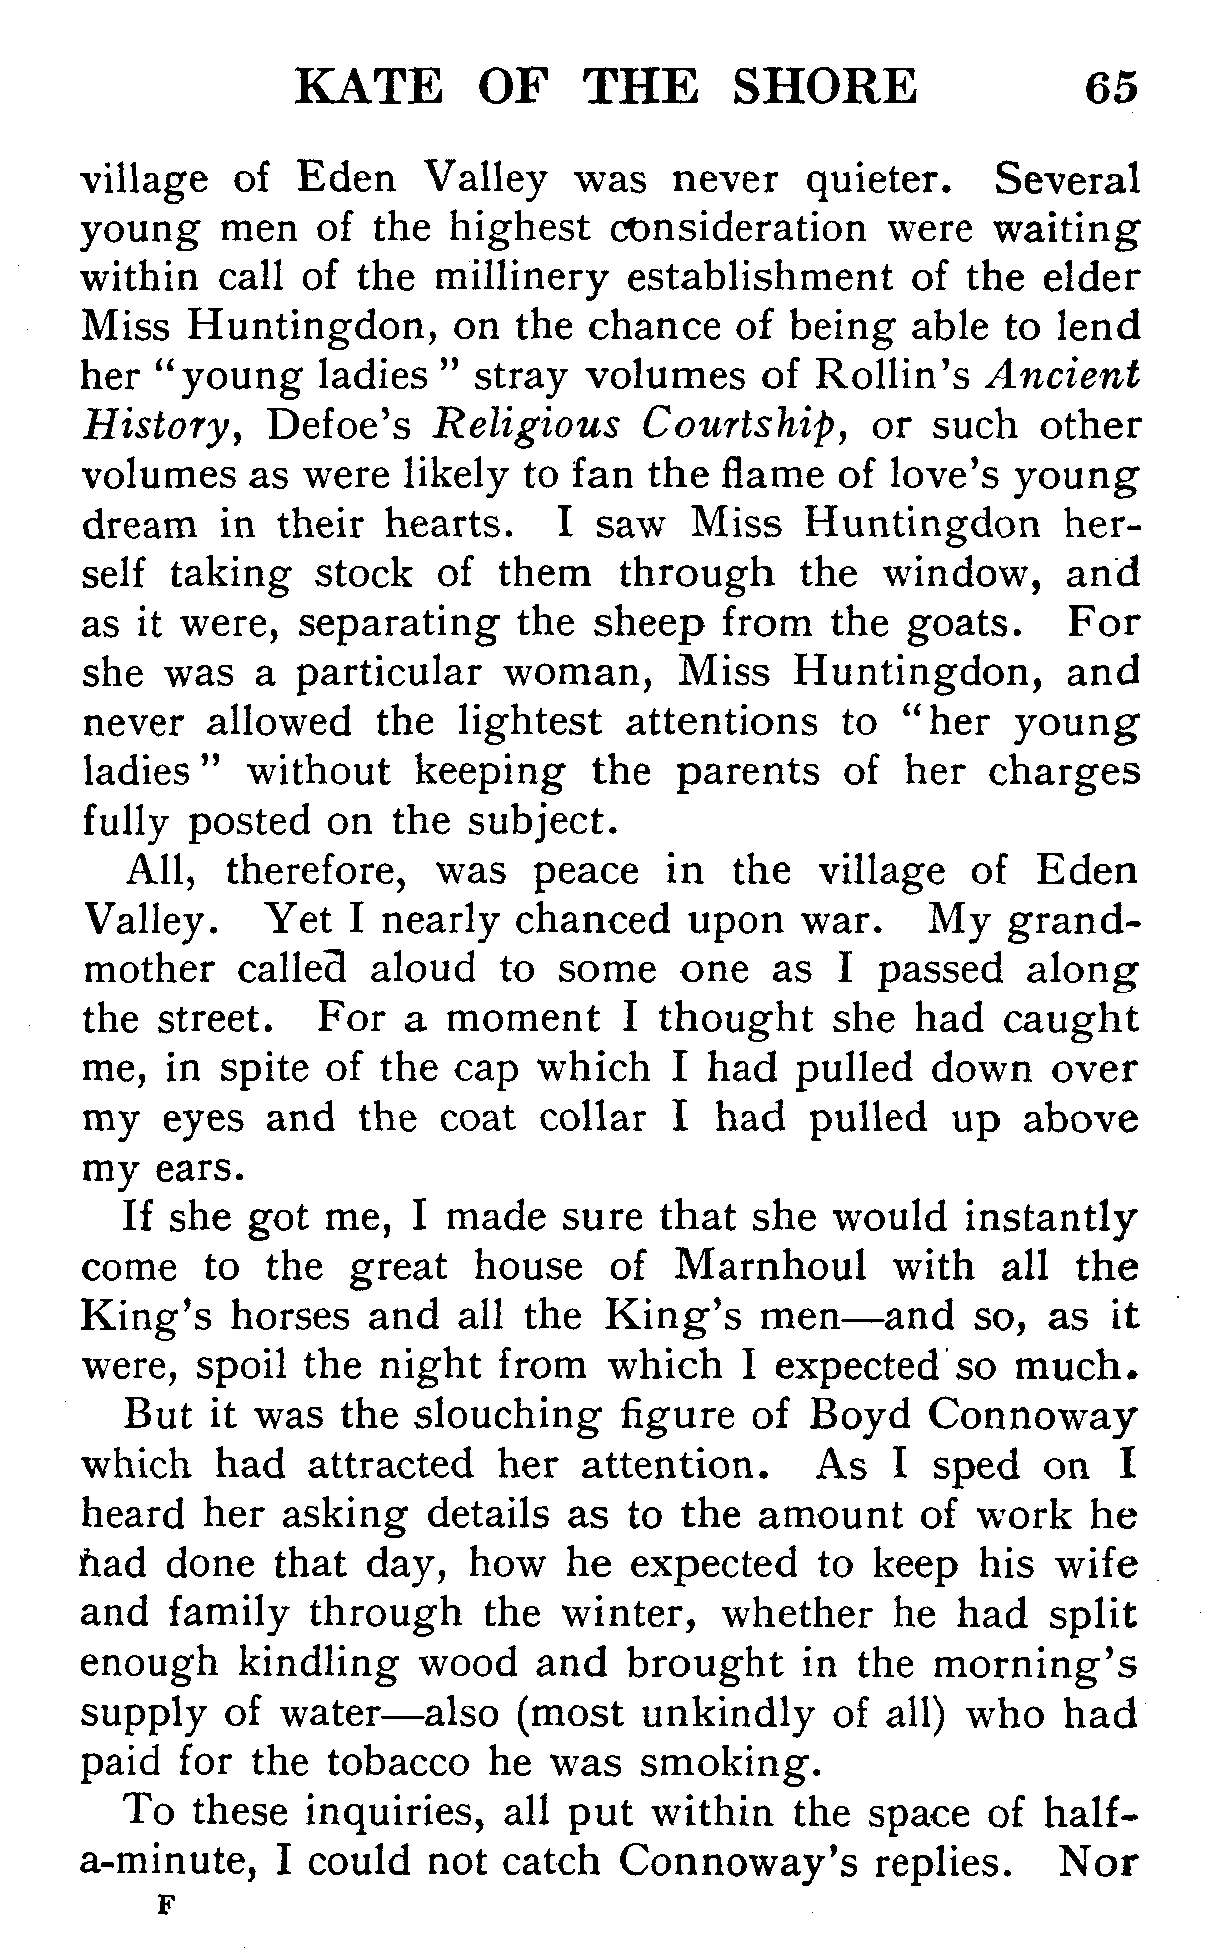 KATE OF THE SHORE 65
village of Eden Valley was never quieter. Several
young men of the highest consideration were waiting
within call of the millinery establishment of the elder
Miss Huntingdon, on the chance of being able to lend
her "young ladies" stray volumes of Rollin's Ancient
History, Defoe's Religious Courtship, or such other
volumes as were likely to fan the flame of love's young
dream in their hearts. I saw Miss Huntingdon her-
self taking stock of them through the window, and
as it were, separating the sheep from the goats. For
she was a particular woman, Miss Huntingdon, and
never allowed the lightest attentions to "her young
ladies" without keeping the parents of her charges
fully posted on the subject.
All, therefore, was peace in the village of Eden
Valley. Yet I nearly chanced upon war. My grand-
mother called aloud to some one as I passed along
the street. For a moment I thought she had caught
me, in spite of the cap which I had pulled down over
my eyes and the coat collar I had pulled up above
my ears.
If she got me, I made sure that she would instantly
come to the great house of Marnhoul with all the
King's horses and all the King's men—and so, as it
were, spoil the night from which I expected so much.
But it was the slouching figure of Boyd Connoway
which had attracted her attention. As I sped on I
heard her asking details as to the amount of work he
had done that day, how he expected to keep his wife
and family through the winter, whether he had split
enough kindling wood and brought in the morning's
supply of water—also (most unkindly of all) who had
paid for the tobacco he was smoking.
To these inquiries, all put within the space of half-
a-minute, I could not catch Connoway's replies. Nor
F